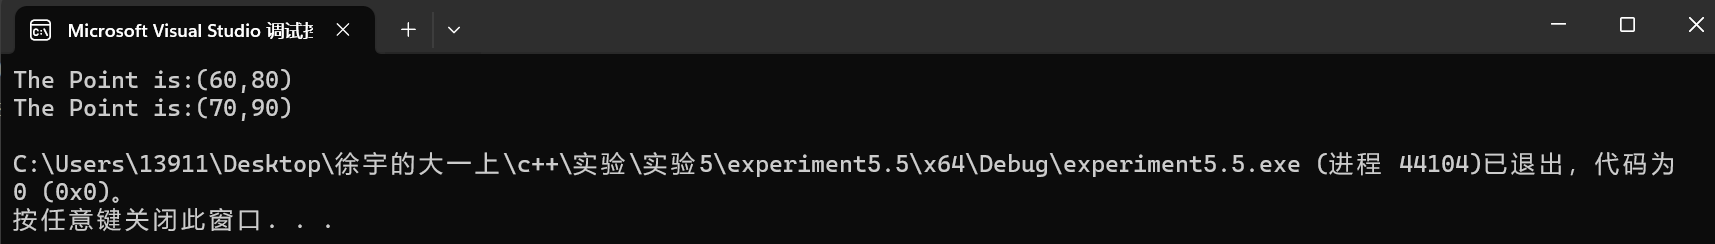 Microsoft Visual Studio 调试
The Point is:(60,80)
The Point is:(70,90)
C:\Users\13911\Desktop\徐宇的大一上\c++\实验\实验5\experiment5.5\x64\Debug\experiment5.5.exe (进程 44104)已退出，代码为
0 (0x0)。
按任意键关闭此窗口. . .